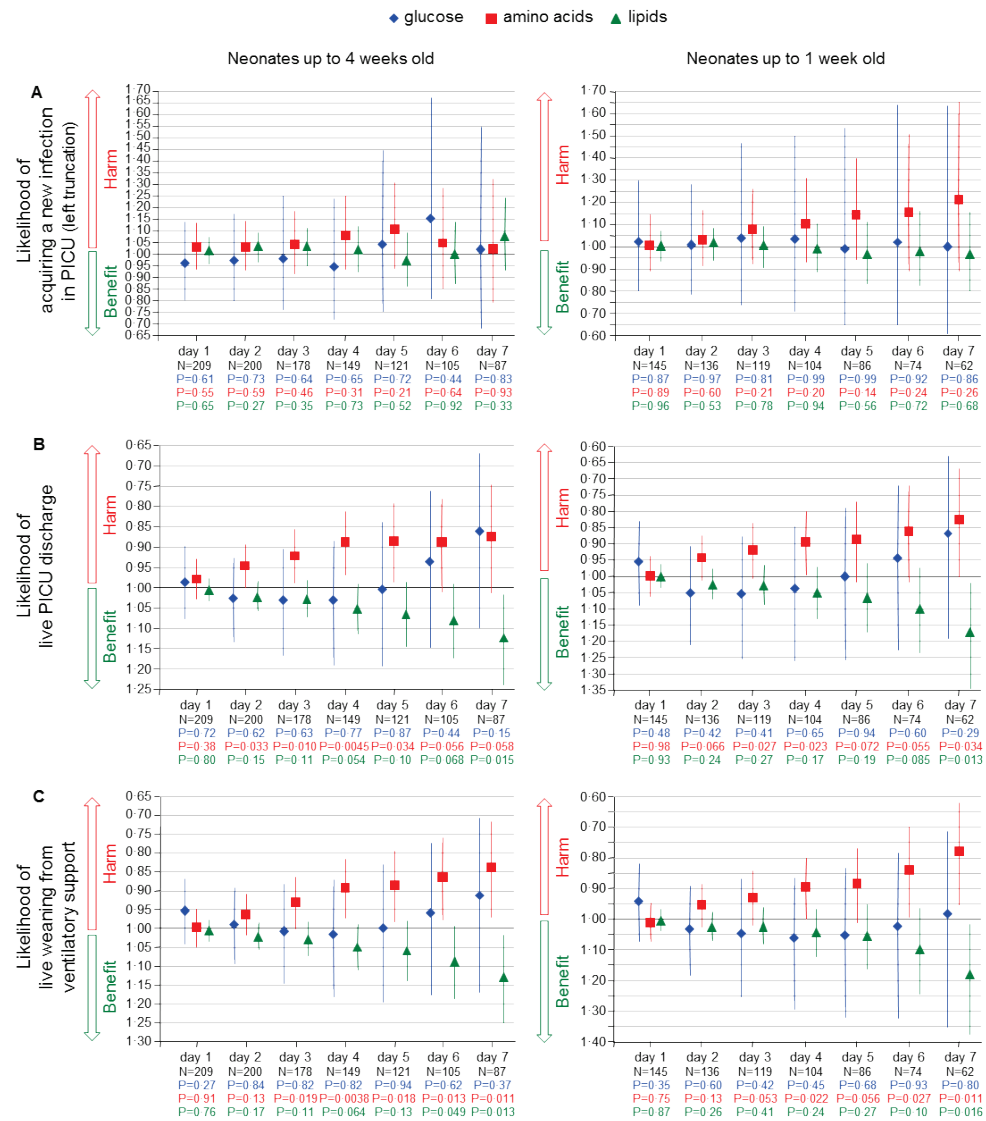 glucose amino acids lipids
Neonates up to 4 weeks old Neonates up to 1 week old
A
Likelihood of
acquiring a new infection
in PICU (left truncation)
Harm
Benefit
1·70
1·65
1·60
1·55
1·50
1·45
1·40
1·35
1·30
1·25
1·20
1·15
1·10
1·05
1·00
0·95
0·90
0·85
0·80
0·75
0·70
0·65
day 1 day 2 day 3 day 4 day 5 day 6 day 7
N=209 N=200 N=178 N=149 N=121 N=105 N=87
P=0·61 P=0·73 P=0·64 P=0·65 P=0·72 P=0·44 P=0·83
P=0·55 P=0·59 P=0·46 P=0·31 P=0·21 P=0·64 P=0·93
P=0·65 P=0·27 P=0·35 P=0·73 P=0·52 P=0·92 P=0·33
Harm
Benefit
1·70
1·60
1·50
1·40
1·30
1·20
1·10
1·00
0·90
0·80
0·70
0·60
day 1 day 2 day 3 day 4 day 5 day 6 day 7
N=145 N=136 N=119 N=104 N=86 N=74 N=62
P=0·87 P=0·97 P=0·81 P=0·99 P=0·99 P=0·92 P=0·86
P=0·89 P=0·60 P=0·21 P=0·20 P=0·14 P=0·24 P=0·26
P=0·96 P=0·53 P=0·78 P=0·94 P=0·56 P=0·72 P=0·68
B
Likelihood of
live PICU discharge
Harm
Benefit
0·65
0·70
0·75
0·80
0·85
0·90
0·95
1·00
1·05
1·10
1·15
1·20
1·25
day 1 day 2 day 3 day 4 day 5 day 6 day 7
N=209 N=200 N=178 N=149 N=121 N=105 N=87
P=0·72 P=0·62 P=0·63 P=0·77 P=0·87 P=0·44 P=0·15
P=0·38 P=0·033 P=0·010 P=0·0045 P=0·034 P=0·056 P=0·058
P=0·80 P=0·15 P=0·11 P=0·054 P=0·10 P=0·068 P=0·015
Harm
Benefit
0·60
0·65
0·70
0·75
0·80
0·85
0·90
0·95
1·00
1·05
1·10
1·15
1·20
1·25
1·30
1·35
day 1 day 2 day 3 day 4 day 5 day 6 day 7
N=145 N=136 N=119 N=104 N=86 N=74 N=62
P=0·48 P=0·42 P=0·41 P=0·65 P=0·94 P=0·60 P=0·29
P=0·98 P=0·066 P=0·027 P=0·023 P=0·072 P=0·055 P=0·034
P=0·93 P=0·24 P=0·27 P=0·17 P=0·19 P=0·085 P=0·013
C
Likelihood of
live weaning from
ventilatory support
Harm
Benefit
0·65
0·70
0·75
0·80
0·85
0·90
0·95
1·00
1·05
1·10
1·15
1·20
1·25
1·30
day 1 day 2 day 3 day 4 day 5 day 6 day 7
N=209 N=200 N=178 N=149 N=121 N=105 N=87
P=0·27 P=0·84 P=0·82 P=0·82 P=0·94 P=0·62 P=0·37
P=0·91 P=0·13 P=0·019 P=0·0038 P=0·018 P=0·013 P=0·011
P=0·76 P=0·17 P=0·11 P=0·064 P=0·13 P=0·049 P=0·013
Harm
Benefit
0·60
0·70
0·80
0·90
1·00
1·10
1·20
1·30
1·40
day 1 day 2 day 3 day 4 day 5 day 6 day 7
N=145 N=136 N=119 N=104 N=86 N=74 N=62
P=0·35 P=0·60 P=0·42 P=0·45 P=0·68 P=0·93 P=0·80
P=0·75 P=0·13 P=0·053 P=0·022 P=0·056 P=0·027 P=0·011
P=0·87 P=0·26 P=0·41 P=0·24 P=0·27 P=0·10 P=0·016